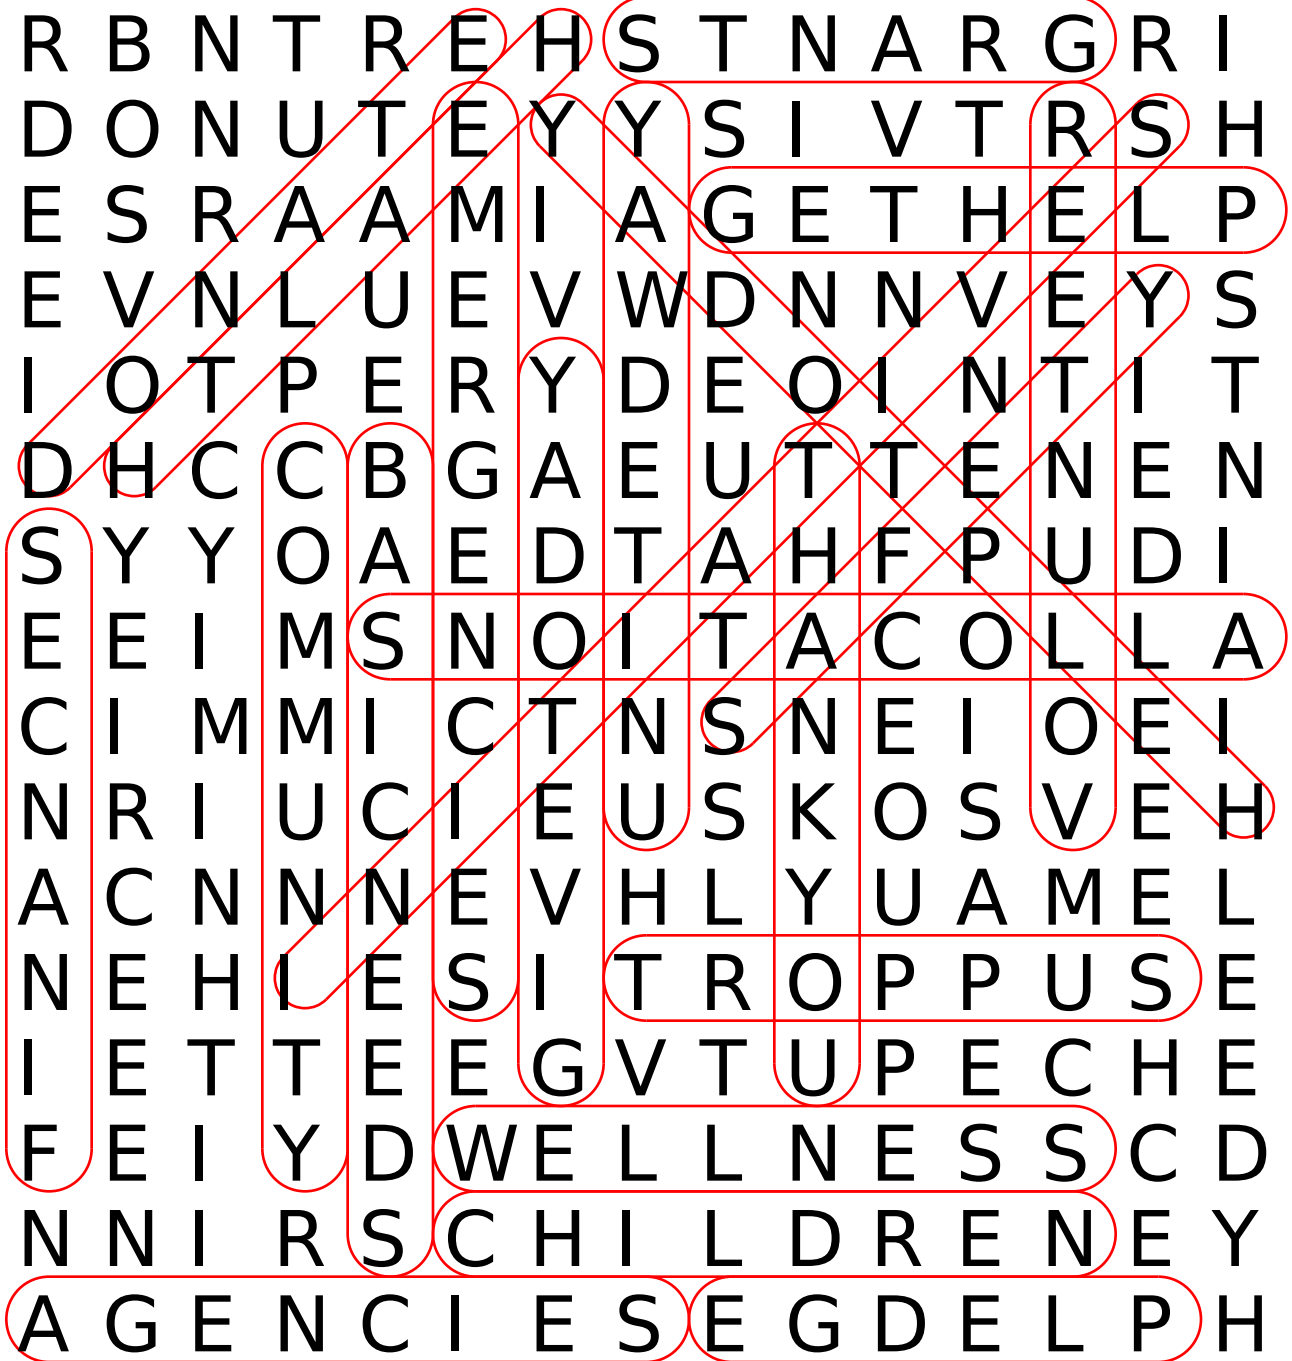 R B N T R E H S T N A R G R I
D O N U T E Y Y S I V T R S H
E S R A A M I A G E T H E L P
E V N L U E V W D N N V E Y S
I O T P E R Y D E O I N T I T
D H C C B G A E U T T E N E N
S Y Y O A E D T A H F P U D I
E E I M S N O I T A C O L L A
C I M M I C T N S N E I O E I
N R I U C I E U S K O S V E H
A C N N N E V H L Y U A M E L
N E H I E S I T R O P P U S E
I E T T E E G V T U P E C H E
F E I Y D W E L L N E S S C D
N N I R S C H I L D R E N E Y
A G E N C I E S E G D E L P H